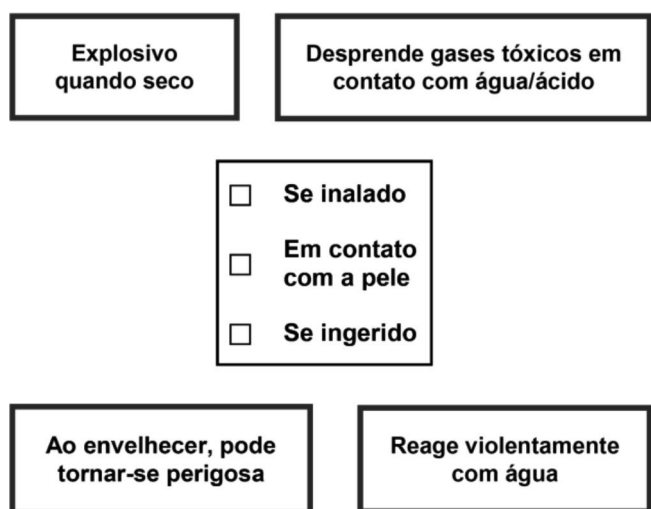 Explosivo
quando seco
Desprende gases tóxicos em
contato com água/ácido
Se inalado
Em contato
com a pele
Se ingerido
Ao envelhecer, pode
tornar-se perigosa
Reage violentamente
com água